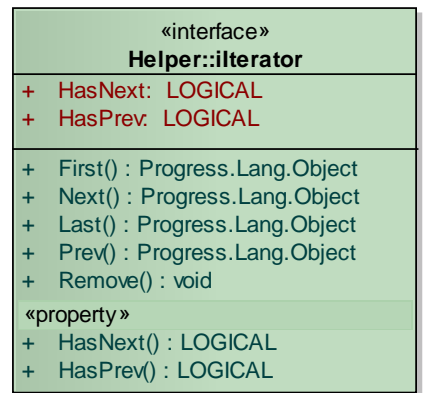 «interface»
Helper::iIterator
+ HasNext: LOGICAL
+ HasPrev: LOGICAL
+ First() : Progress.Lang.Object
+ Next() : Progress.Lang.Object
+ Last() : Progress.Lang.Object
+ Prev() : Progress.Lang.Object
+ Remove() : void
«property»
+ HasNext() : LOGICAL
+ HasPrev() : LOGICAL